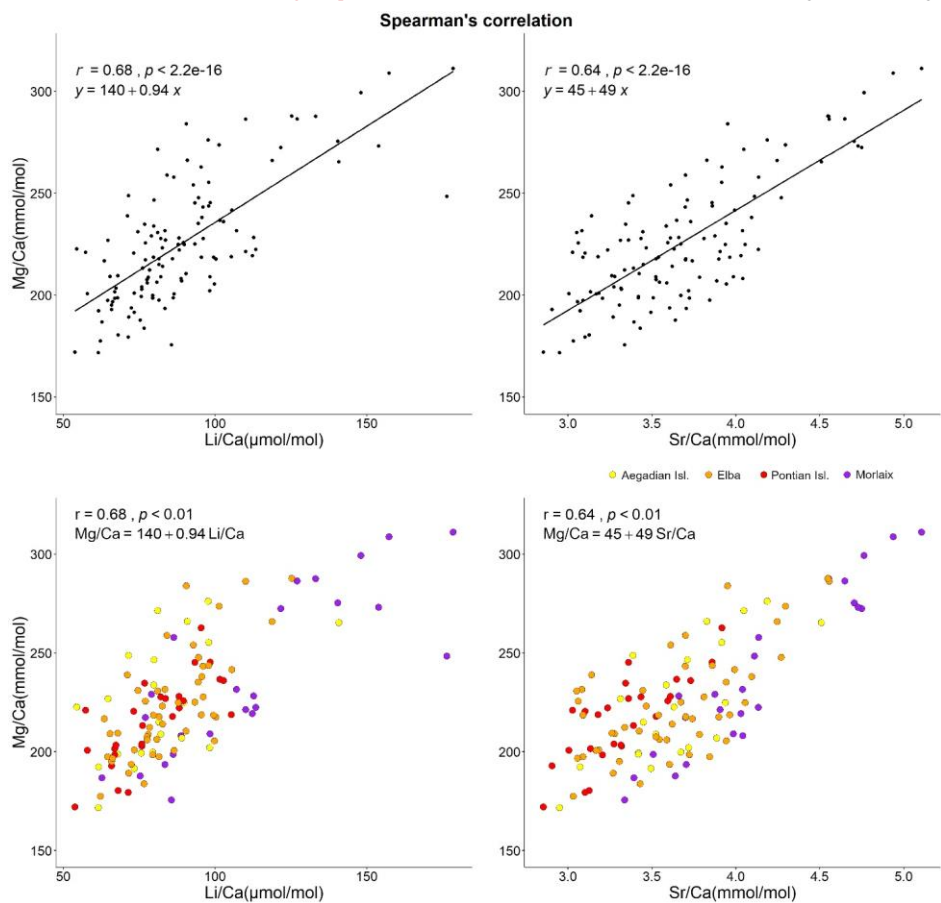 Spearman's correlation
r = 0.68 , p < 2.2e-16
y = 140 + 0.94 x
r = 0.64 , p < 2.2e-16
y = 45 + 49 x
300
250
200
150
Mg/Ca(mmol/mol)
50
100
150
Li/Ca(µmol/mol)
3.0
3.5
4.0
4.5
5.0
Sr/Ca(mmol/mol)
Aegadian Isl.
Elba
Pontian Isl.
Morlaix
r = 0.68 , p < 0.01
Mg/Ca = 140 + 0.94 Li/Ca
r = 0.64 , p < 0.01
Mg/Ca = 45 + 49 Sr/Ca
300
250
200
150
Mg/Ca(mmol/mol)
300
250
200
150
50
100
150
Li/Ca(µmol/mol)
3.0
3.5
4.0
4.5
5.0
Sr/Ca(mmol/mol)